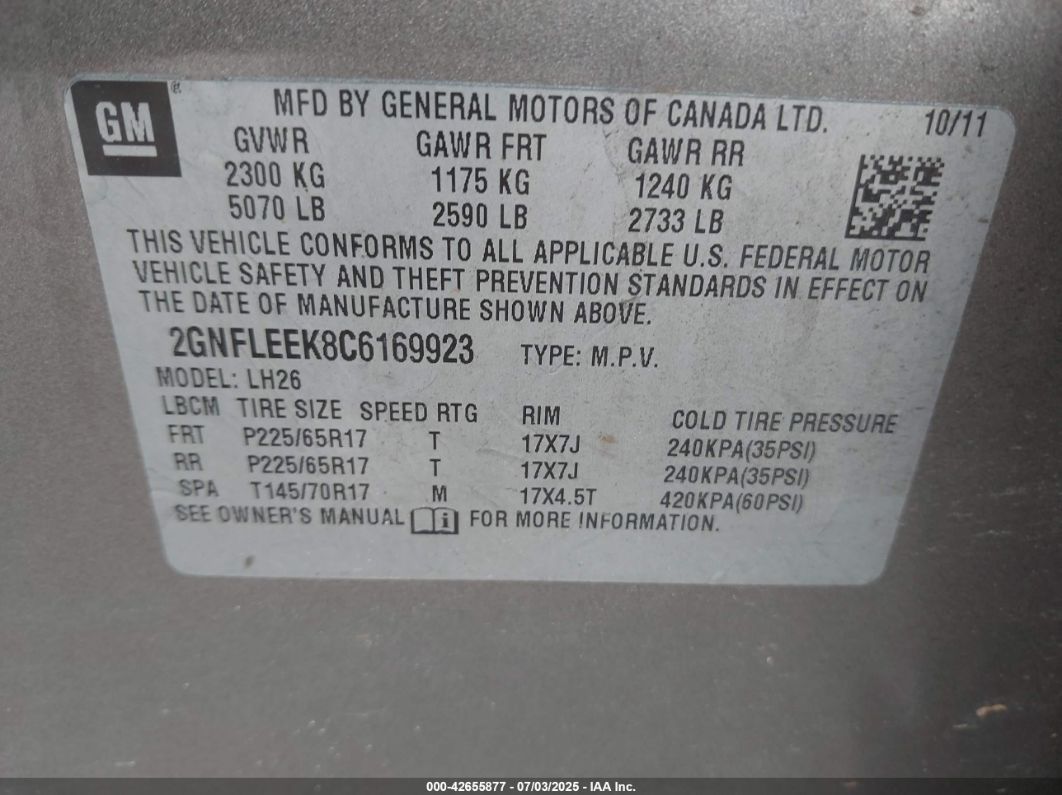 GM ® MFD BY GENERAL MOTORS OF CANADA LTD. 10/11
GVWR GAWR FRT GAWR RR
2300 KG 1175 KG 1240 KG
5070 LB 2590 LB 2733 LB
THIS VEHICLE CONFORMS TO ALL APPLICABLE U.S. FEDERAL MOTOR
VEHICLE SAFETY AND THEFT PREVENTION STANDARDS IN EFFECT ON
THE DATE OF MANUFACTURE SHOWN ABOVE.
2GNFLEEK8C6169923 TYPE: M.P.V.
MODEL: LH26
LBCM TIRE SIZE SPEED RTG RIM COLD TIRE PRESSURE
FRT P225/65R17 T 17X7J 240KPA(35PSI)
RR P225/65R17 T 17X7J 240KPA(35PSI)
SPA T145/70R17 M 17X4.5T 420KPA(60PSI)
SEE OWNER'S MANUAL i FOR MORE INFORMATION.
000-42655877 - 07/03/2025 - IAA Inc.